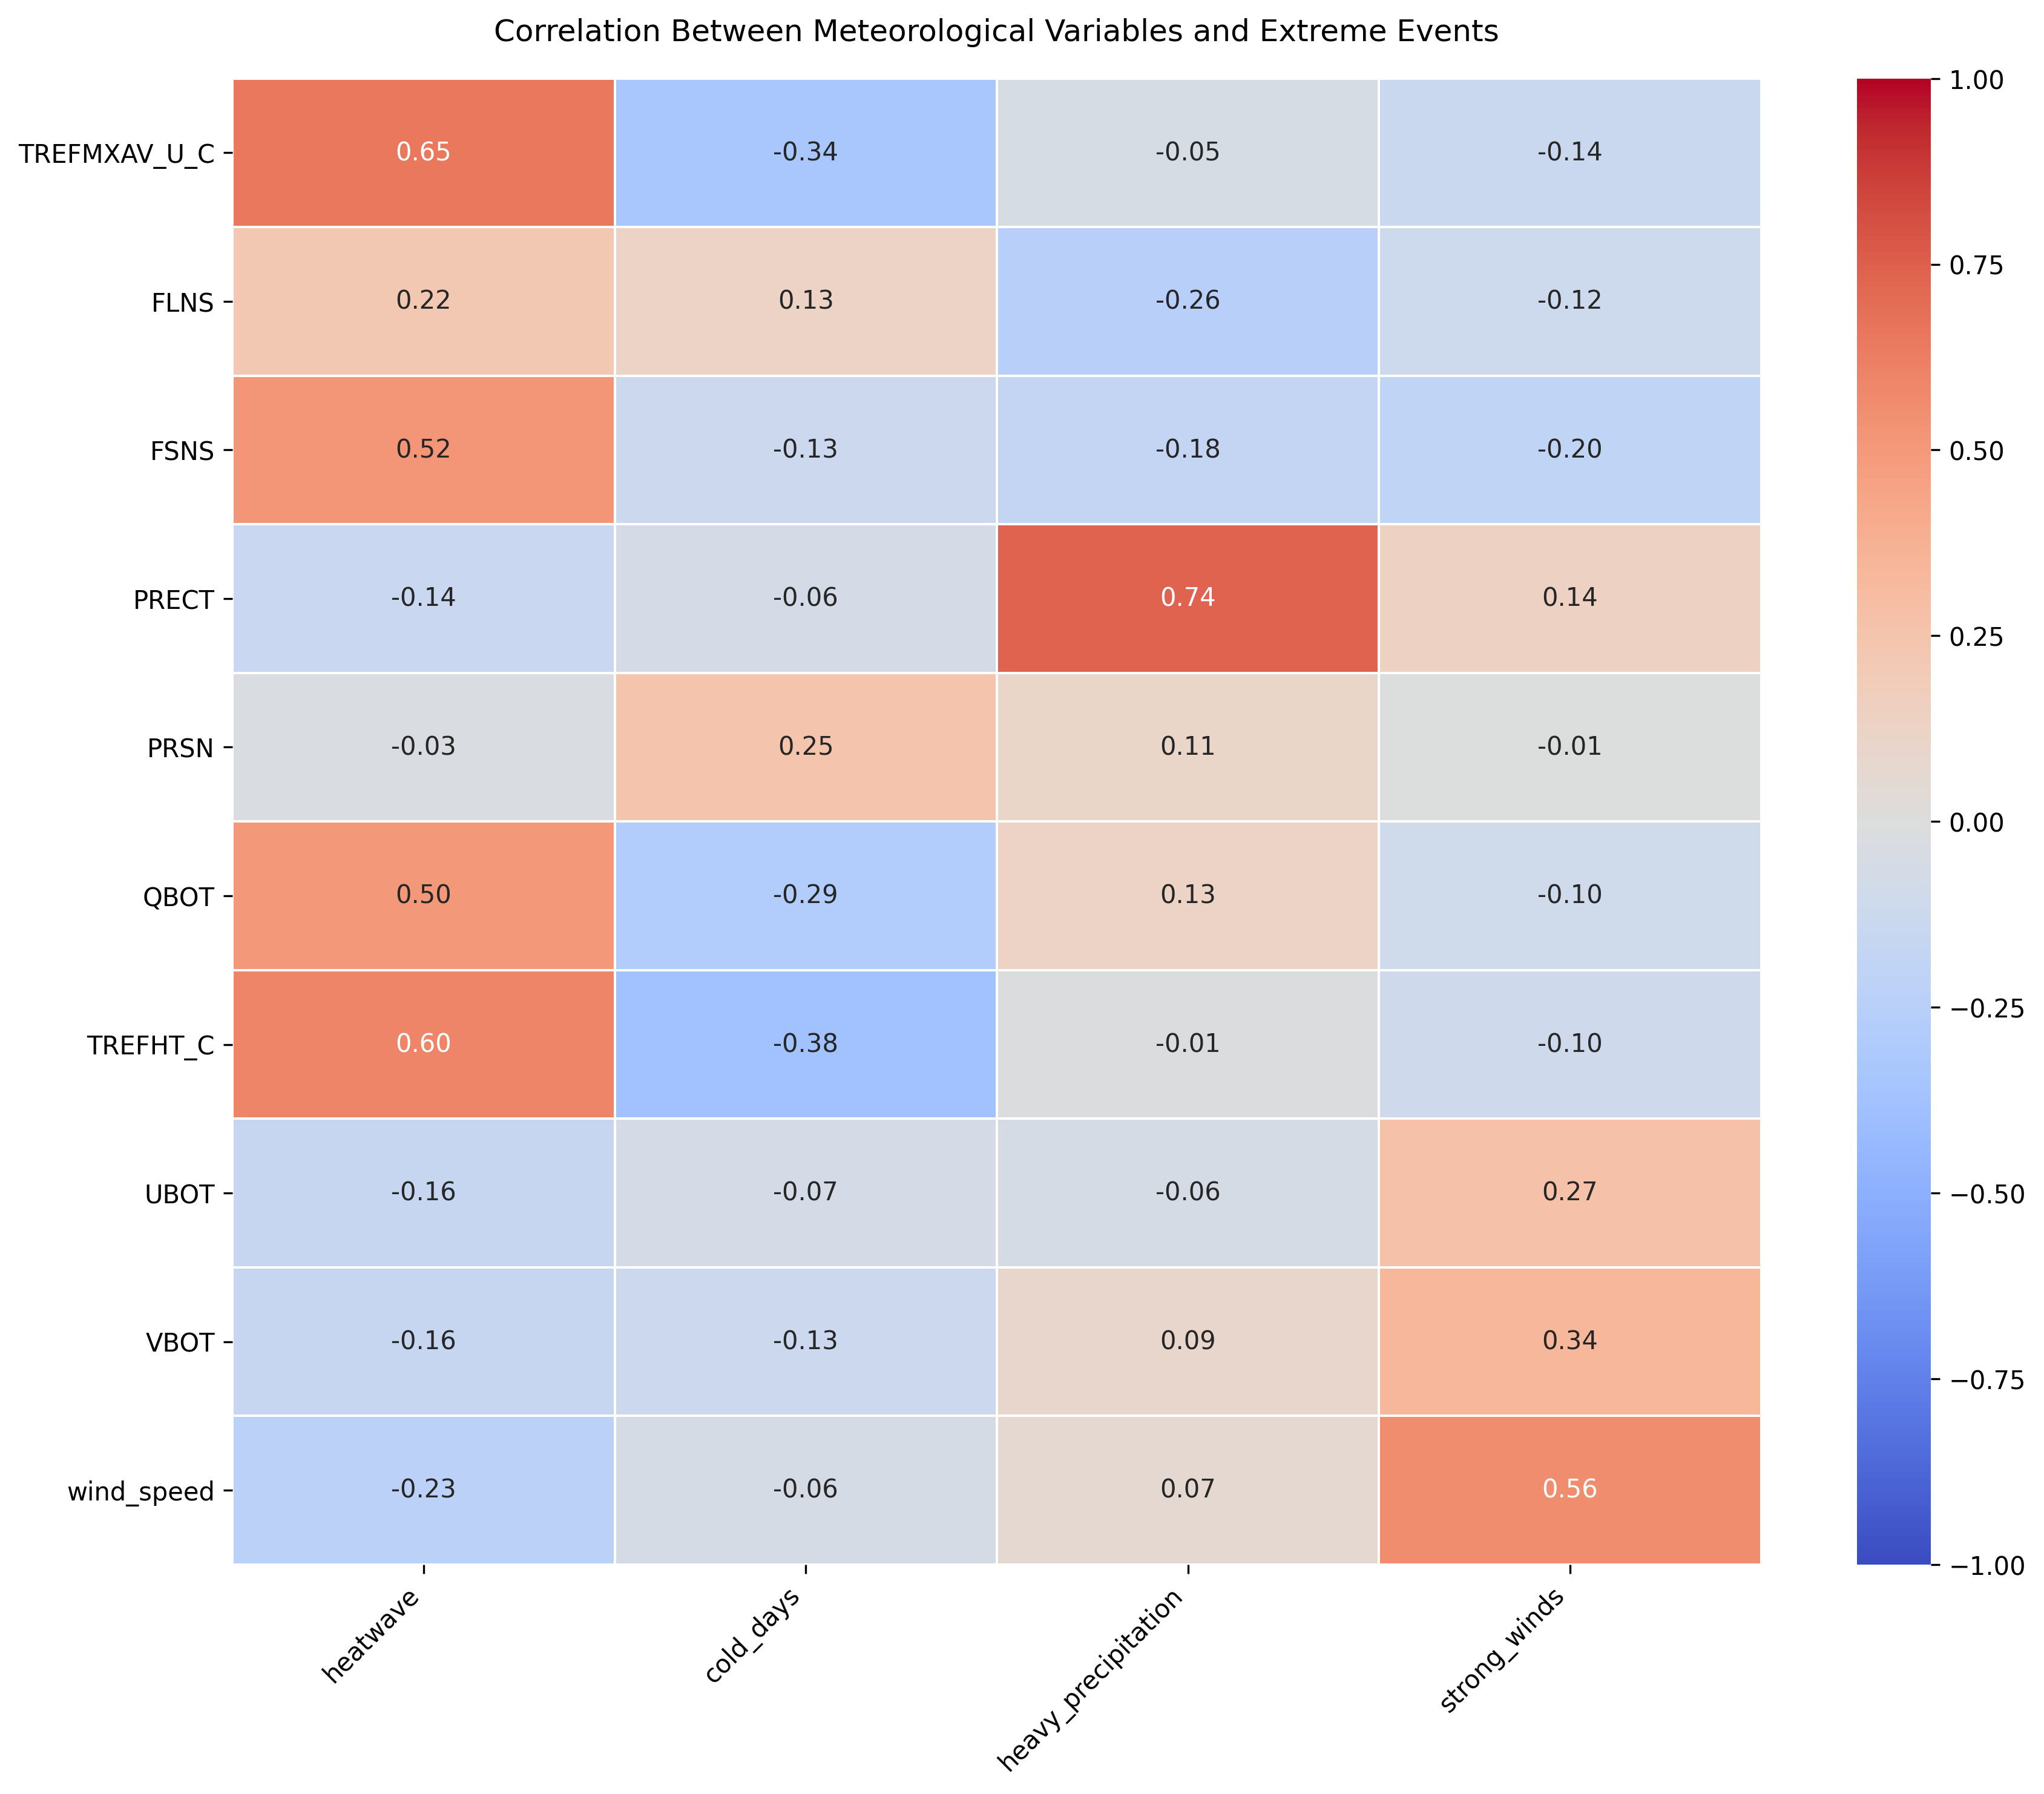 Correlation Between Meteorological Variables and Extreme Events
TREFMXAV_U_C 0.65 -0.34 -0.05 -0.14
FLNS 0.22 0.13 -0.26 -0.12
FSNS 0.52 -0.13 -0.18 -0.20
PRECT -0.14 -0.06 0.74 0.14
PRSN -0.03 0.25 0.11 -0.01
QBOT 0.50 -0.29 0.13 -0.10
TREFHT_C 0.60 -0.38 -0.01 -0.10
UBOT -0.16 -0.07 -0.06 0.27
VBOT -0.16 -0.13 0.09 0.34
wind_speed -0.23 -0.06 0.07 0.56
heatwave cold_days heavy_precipitation strong_winds
1.00
0.75
0.50
0.25
0.00
−0.25
−0.50
−0.75
−1.00